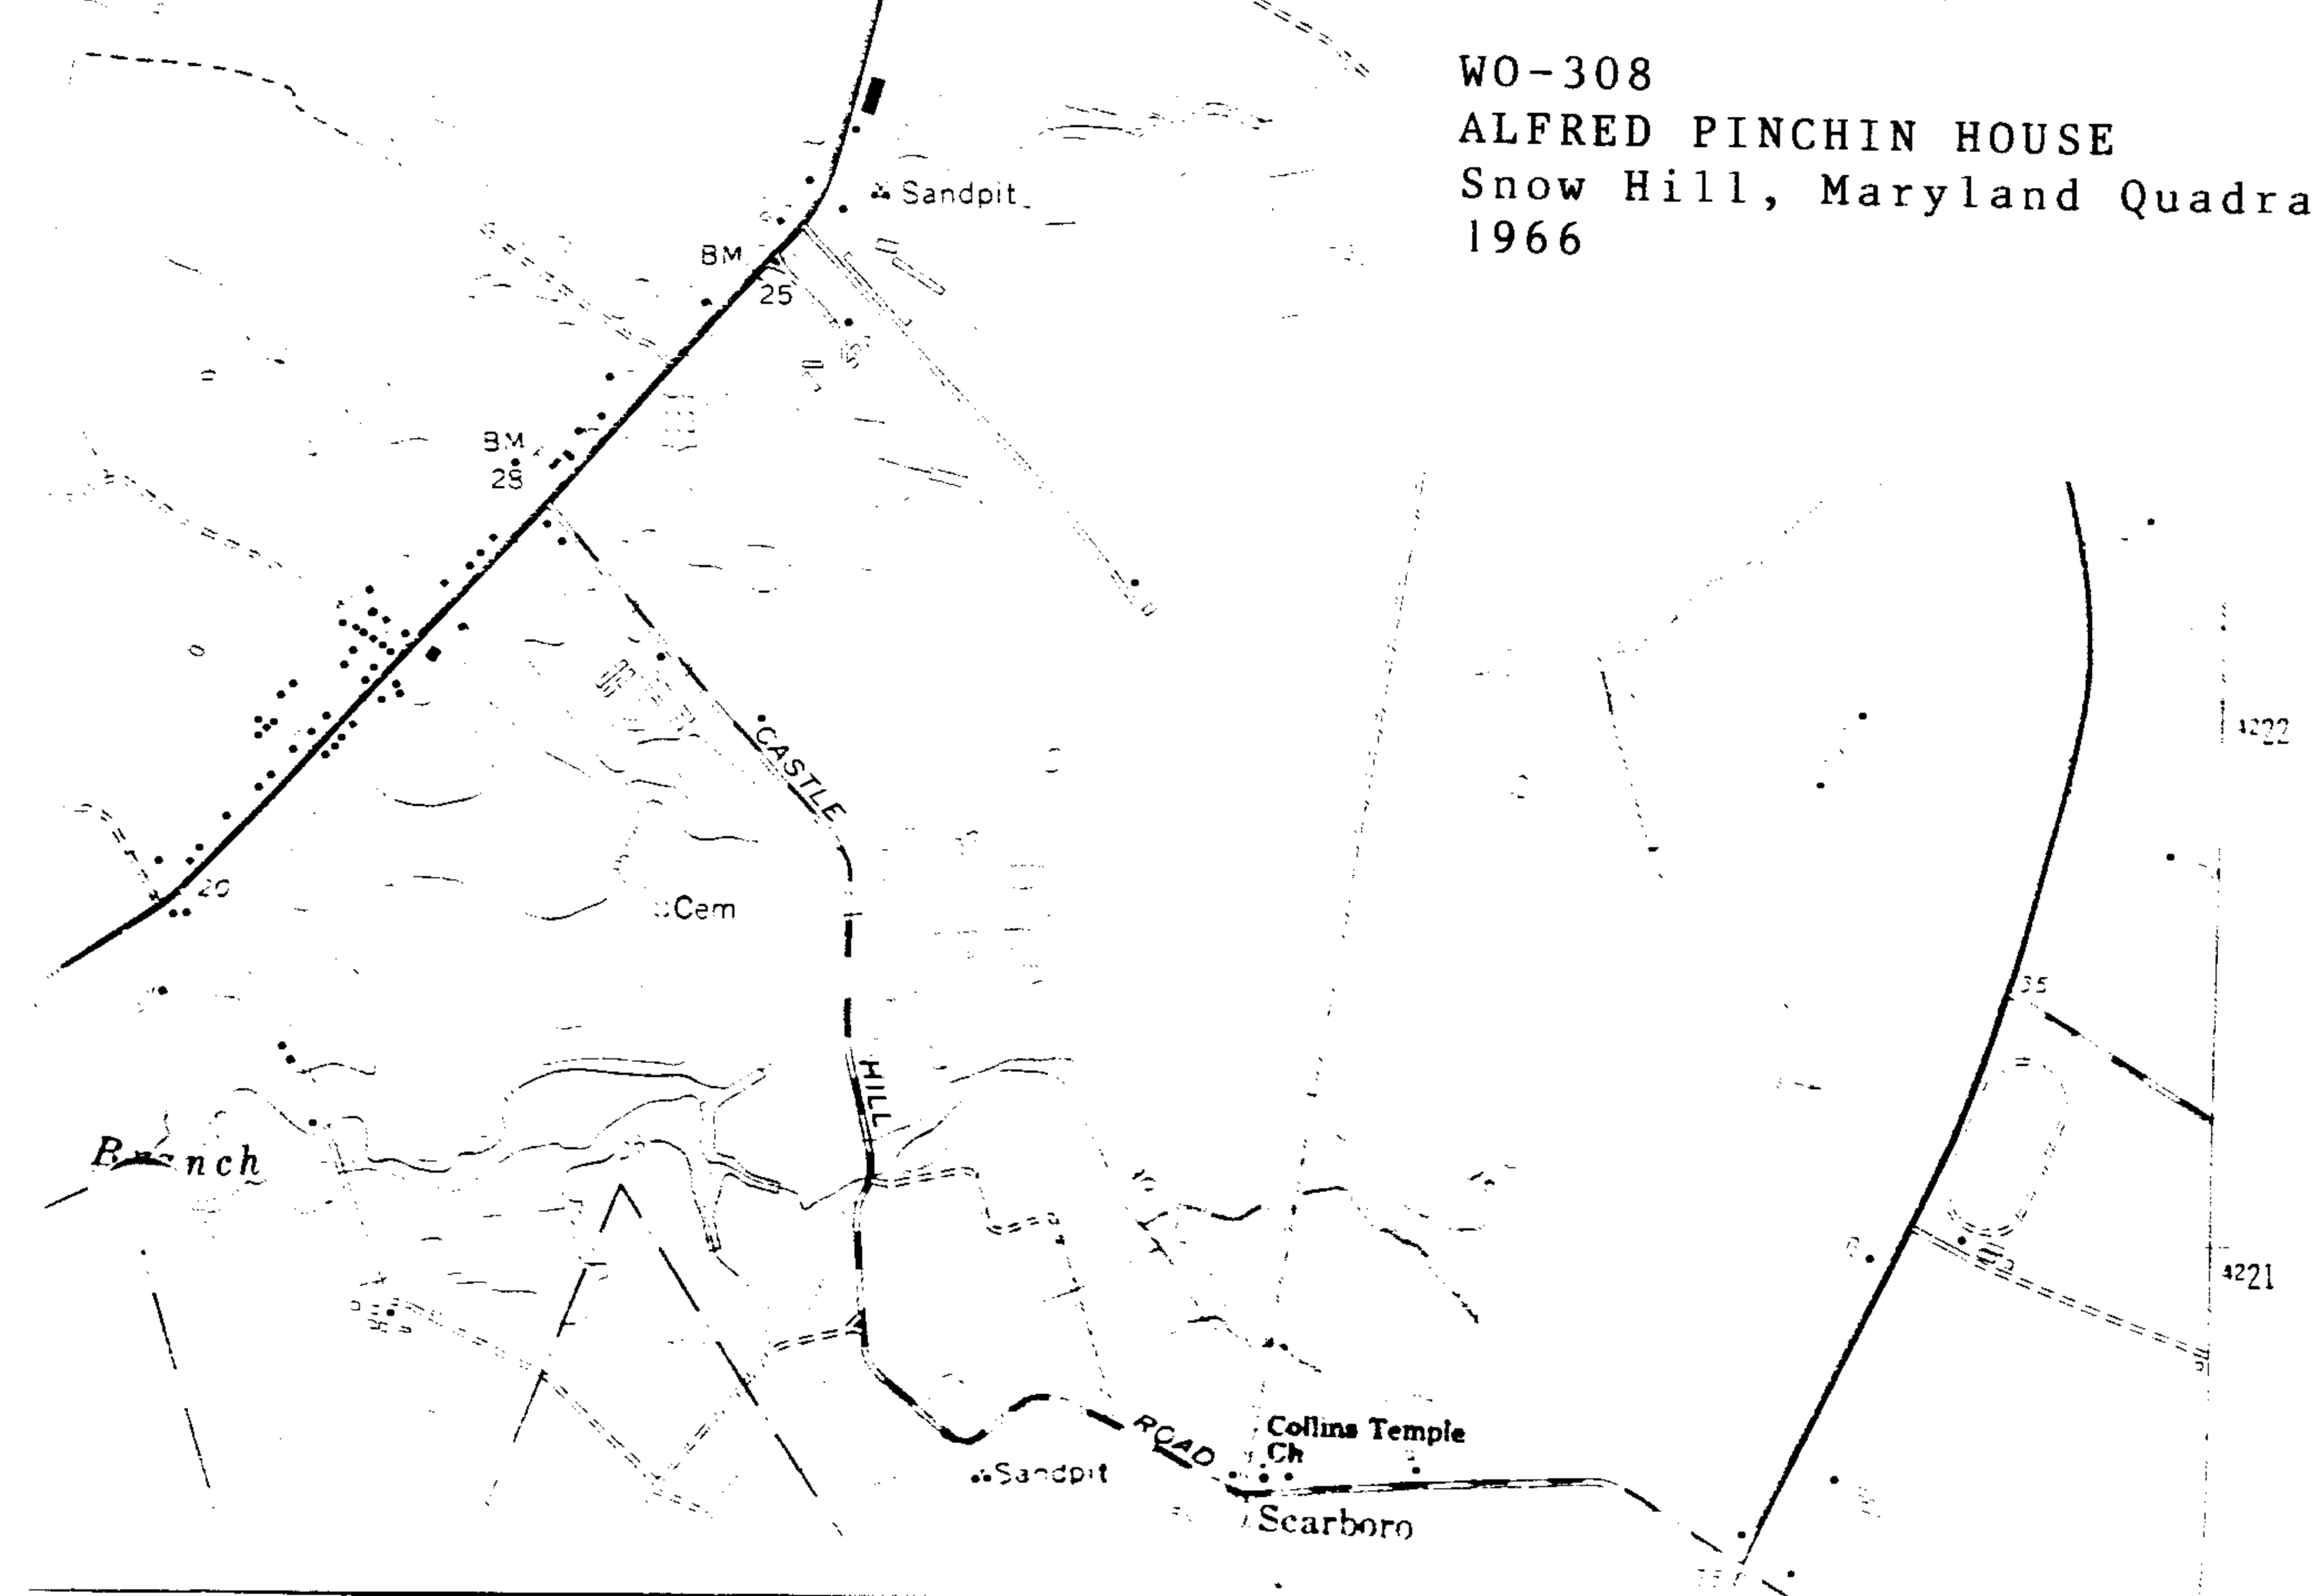 WO-308
ALFRED PINCHIN HOUSE
Snow Hill, Maryland Quadra
1966
Sandpit
BM
25
BM
28
CASTLE
4222
20
Cem
35
HILL
Branch
4221
ROAD
Collins Temple
Ch
Sandpit
Scarboro